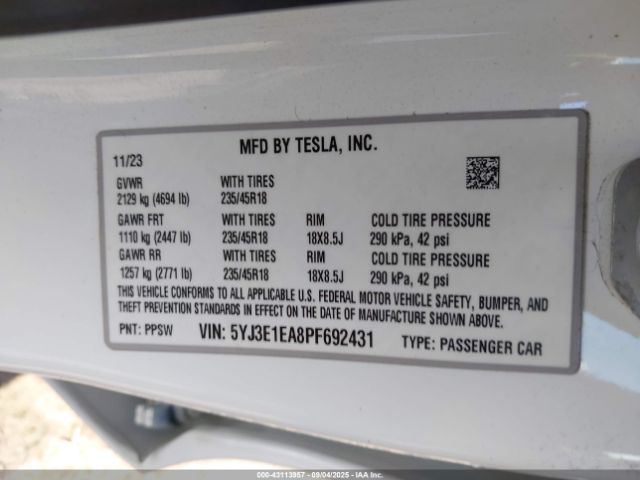 MFD BY TESLA, INC.
11/23
GVWR WITH TIRES
2129 kg (4694 lb) 235/45R18
GAWR FRT WITH TIRES RIM COLD TIRE PRESSURE
1110 kg (2447 lb) 235/45R18 18X8.5J 290 kPa, 42 psi
GAWR RR WITH TIRES RIM COLD TIRE PRESSURE
1257 kg (2771 lb) 235/45R18 18X8.5J 290 kPa, 42 psi
THIS VEHICLE CONFORMS TO ALL APPLICABLE U.S. FEDERAL MOTOR VEHICLE SAFETY, BUMPER, AND
THEFT PREVENTION STANDARDS IN EFFECT ON THE DATE OF MANUFACTURE SHOWN ABOVE.
PNT: PPSW VIN: 5YJ3E1EA8PF692431 TYPE: PASSENGER CAR
000-43113957 - 09/04/2025 - IAA Inc.